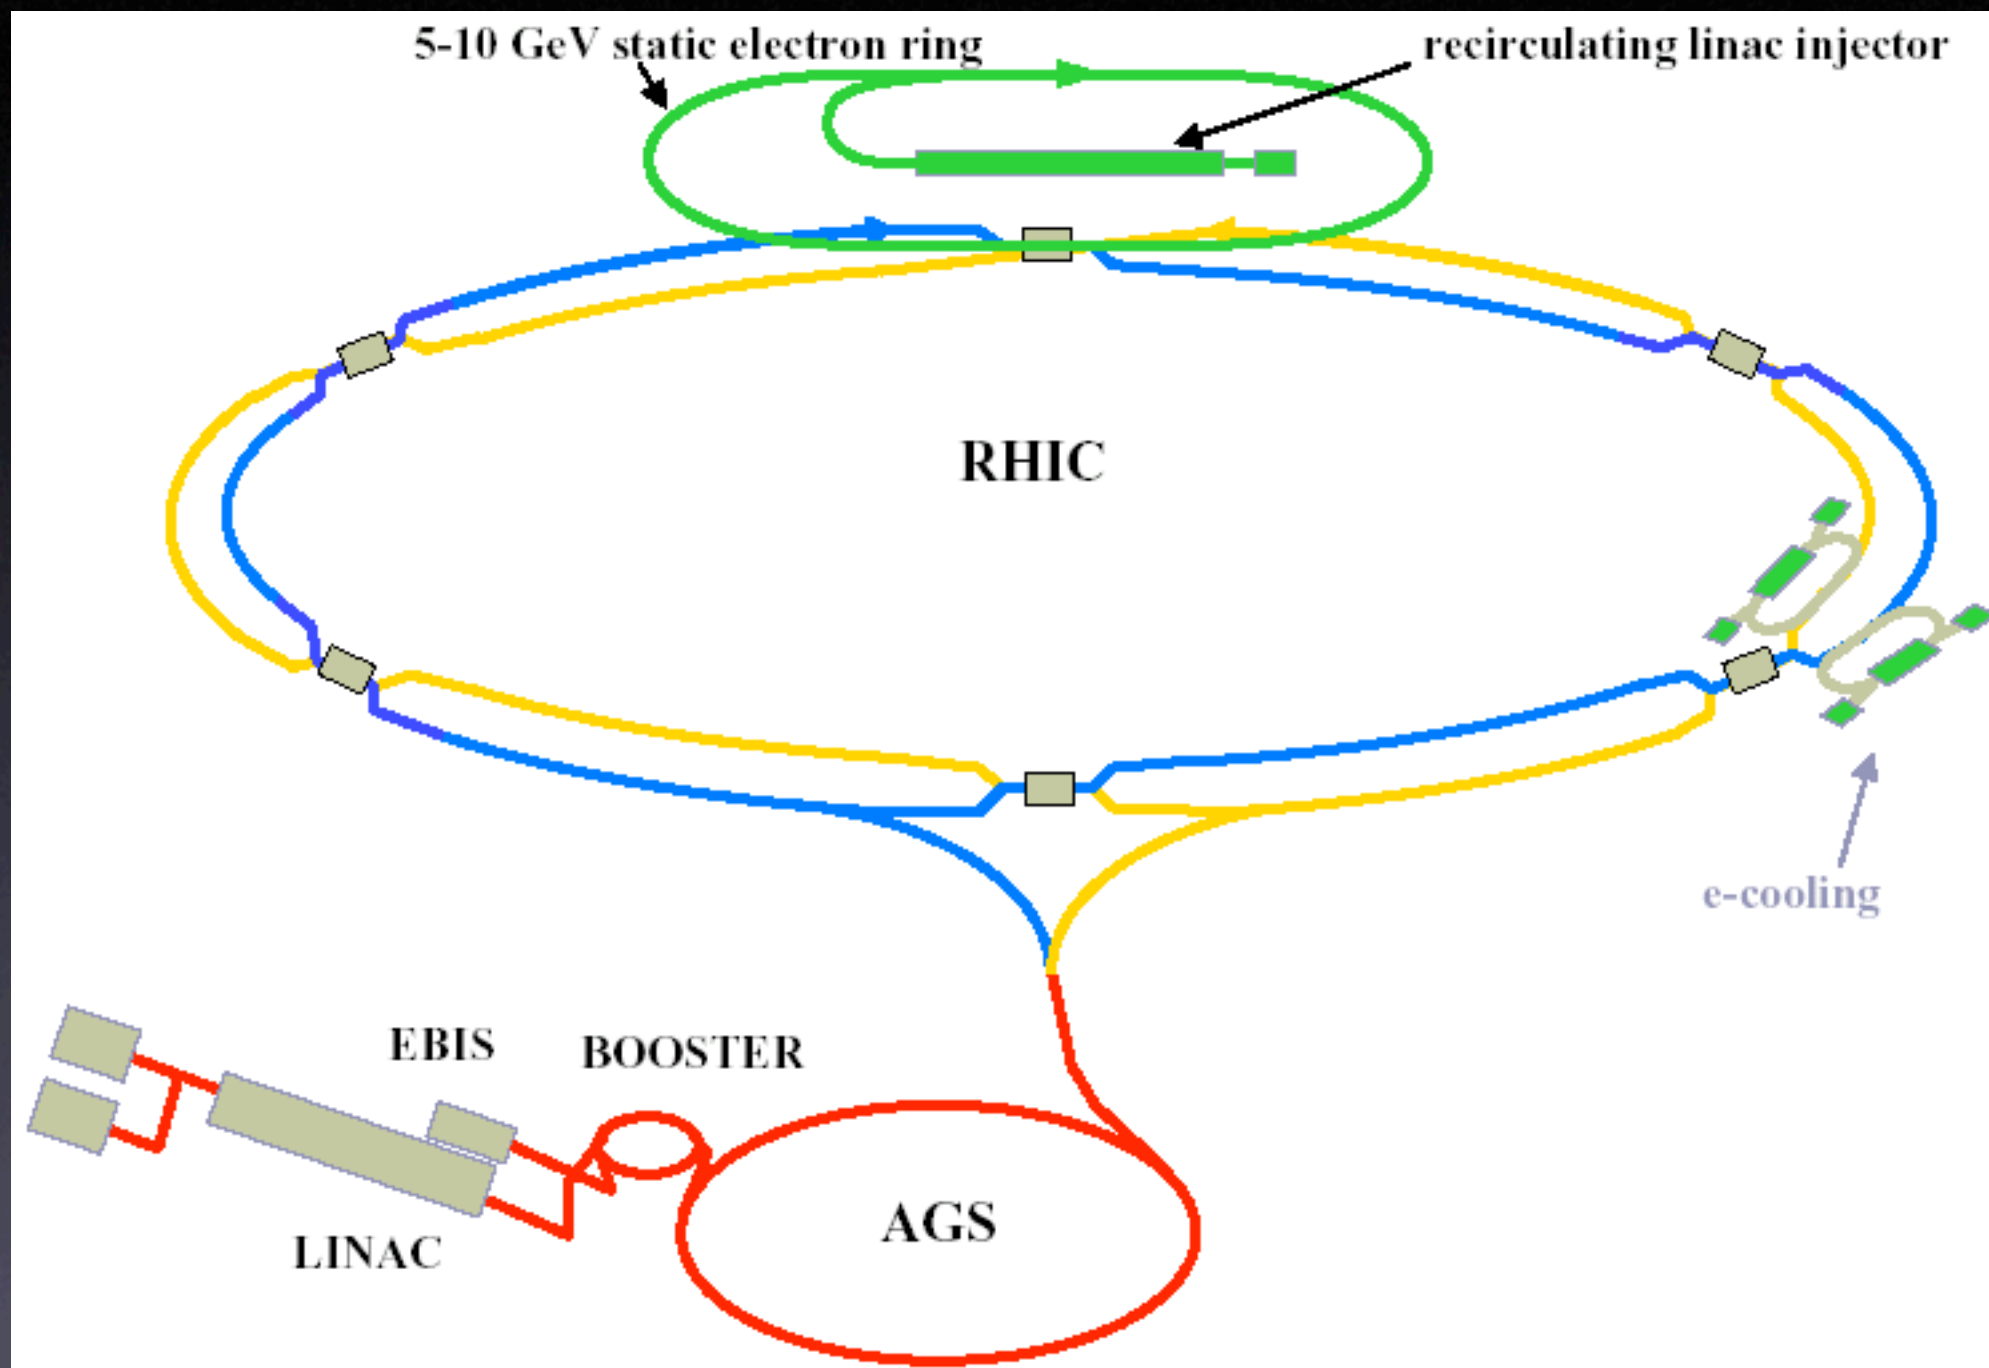 5-10 GeV static electron ring
recirculating linac injector
RHIC
e-cooling
EBIS
BOOSTER
AGS
LINAC